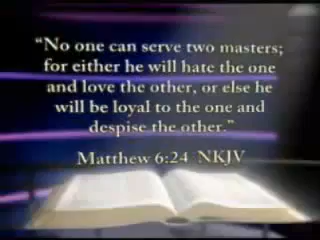 “No one can serve two masters;
for either he will hate the one
and love the other, or else he
will be loyal to the one and
despise the other.”
Matthew 6:24 NKJV